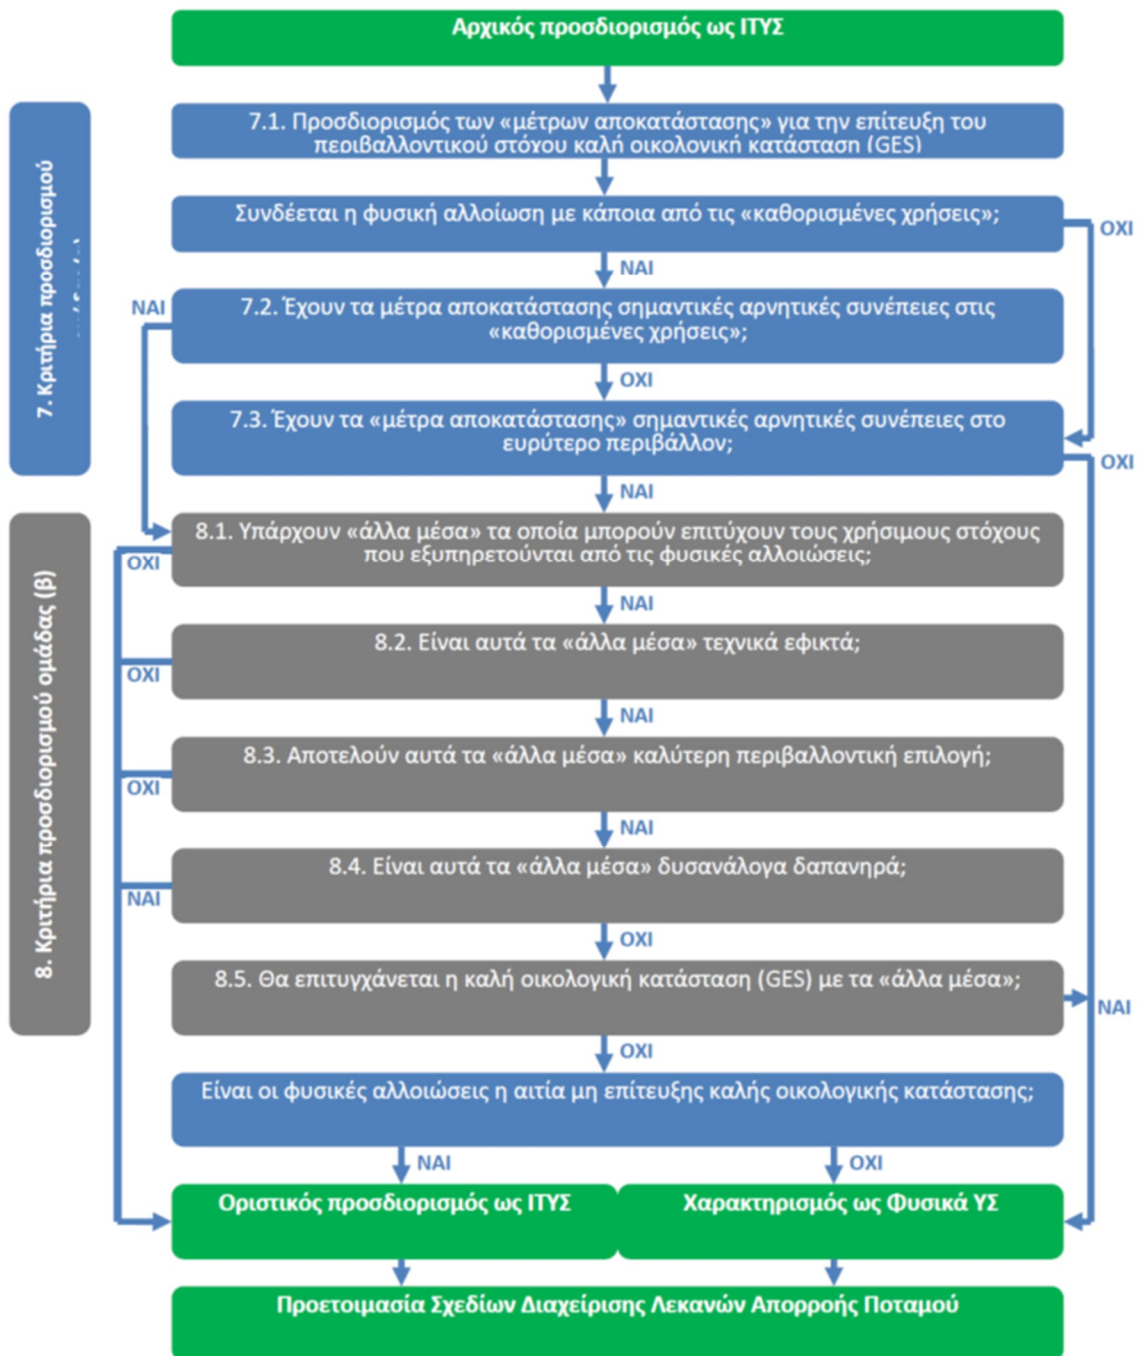 Αρχικός προσδιορισμός ως ΙΤΥΣ
7.1. Προσδιορισμός των «μέτρων αποκατάστασης» για την επίτευξη του
περιβαλλοντικού στόχου καλή οικολογική κατάσταση (GES)
7. Κριτήρια προσδιορισμού
Συνδέεται η φυσική αλλοίωση με κάποια από τις «καθορισμένες χρήσεις»;
ΟΧΙ
ΝΑΙ
ΝΑΙ
7.2. Έχουν τα μέτρα αποκατάστασης σημαντικές αρνητικές συνέπειες στις
«καθορισμένες χρήσεις»;
ΟΧΙ
7.3. Έχουν τα «μέτρα αποκατάστασης» σημαντικές αρνητικές συνέπειες στο
ευρύτερο περιβάλλον;
ΟΧΙ
ΝΑΙ
8. Κριτήρια προσδιορισμού ομάδας (β)
8.1. Υπάρχουν «άλλα μέσα» τα οποία μπορούν επιτύχουν τους χρήσιμους στόχους
που εξυπηρετούνται από τις φυσικές αλλοιώσεις;
ΟΧΙ
ΝΑΙ
8.2. Είναι αυτά τα «άλλα μέσα» τεχνικά εφικτά;
ΟΧΙ
ΝΑΙ
8.3. Αποτελούν αυτά τα «άλλα μέσα» καλύτερη περιβαλλοντική επιλογή;
ΟΧΙ
ΝΑΙ
8.4. Είναι αυτά τα «άλλα μέσα» δυσανάλογα δαπανηρά;
ΝΑΙ
ΟΧΙ
8.5. Θα επιτυγχάνεται η καλή οικολογική κατάσταση (GES) με τα «άλλα μέσα»;
ΝΑΙ
ΟΧΙ
Είναι οι φυσικές αλλοιώσεις η αιτία μη επίτευξης καλής οικολογικής κατάστασης;
ΝΑΙ
ΟΧΙ
Οριστικός προσδιορισμός ως ΙΤΥΣ
Χαρακτηρισμός ως Φυσικά ΥΣ
Προετοιμασία Σχεδίων Διαχείρισης Λεκανών Απορροής Ποταμού